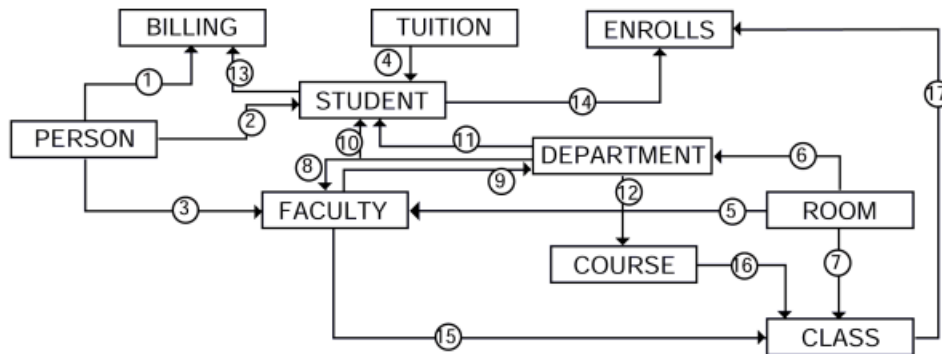 BILLING TUITION ENROLLS
4
1 13 17
STUDENT
14
PERSON 2
10 11
8 DEPARTMENT 6
9 12
3 FACULTY 5 ROOM
COURSE 16 7
15 CLASS